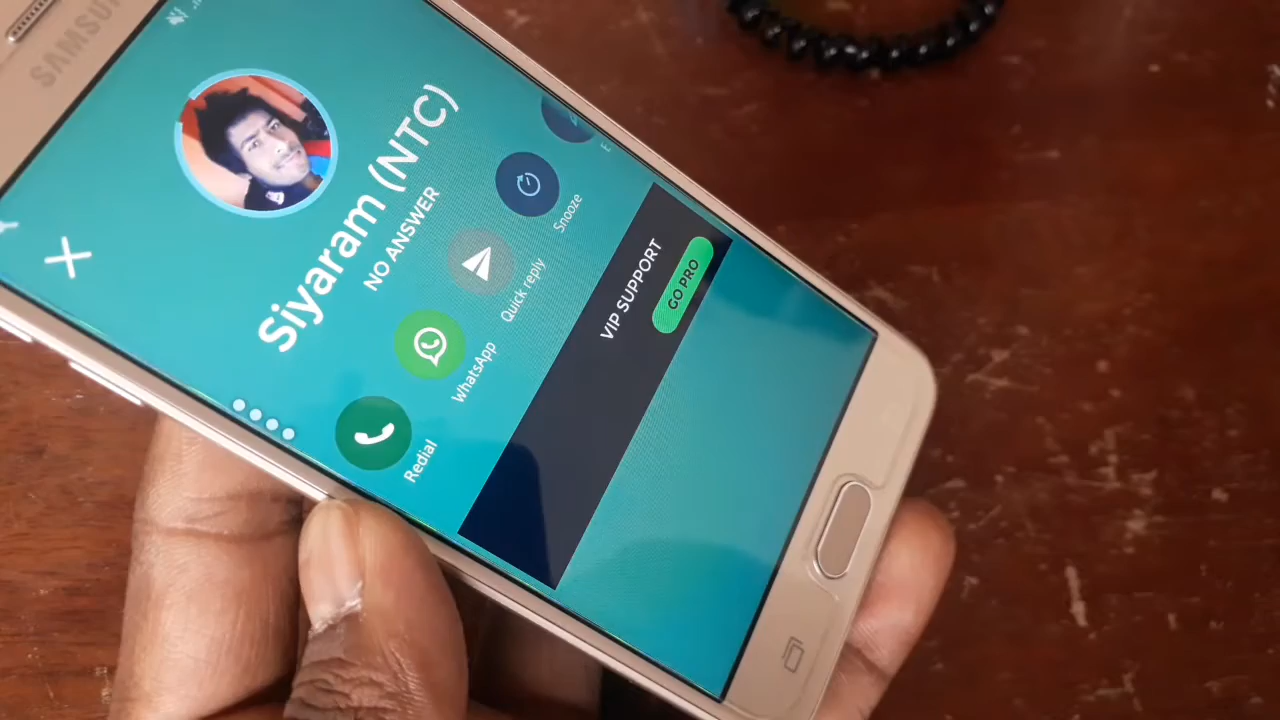 SAMSUNG
Siyaram (NTC)
NO ANSWER
Redial
WhatsApp
Quick reply
Snooze
VIP SUPPORT
GO PRO